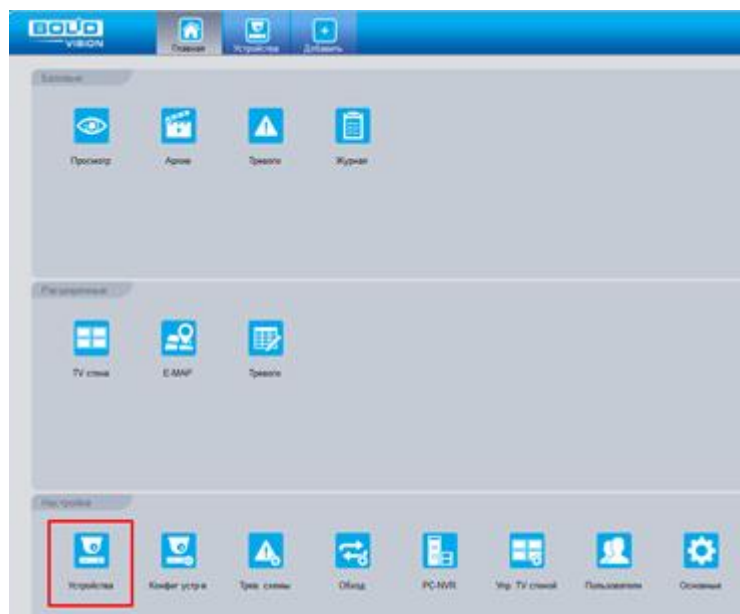 BOLID
VISION
Главная
Устройства
Добавить
Базовые
Просмотр
Архив
Тревоги
Журнал
Расширенные
TV стена
E-MAP
Тревоги
Настройка
Устройства
Конфиг устр-в
Трев. схемы
Обход
PC-NVR
Упр. TV стеной
Пользователи
Основные